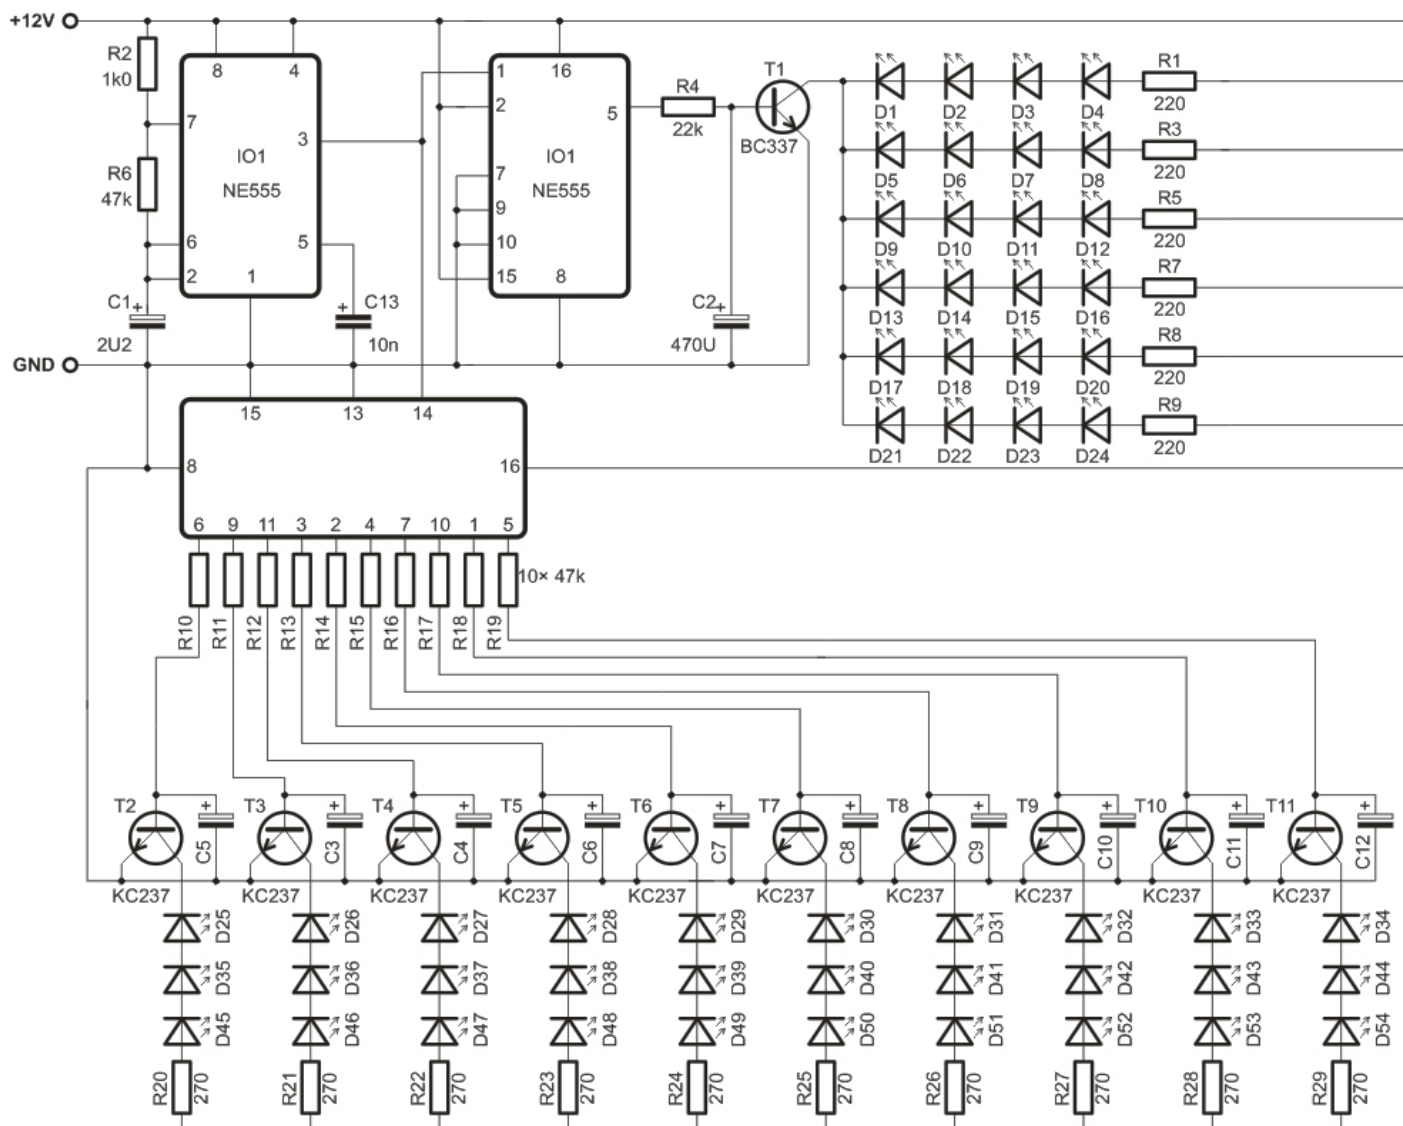 +12V
R2
1k0
8
4
7
3
IO1
NE555
R6
47k
6
5
2
1
C1
+
2U2
+
C13
10n
GND
1
16
2
5
IO1
NE555
7
9
10
15
8
R4
22k
T1
BC337
C2
+
470U
D1
D2
D3
D4
R1
220
D5
D6
D7
D8
R3
220
D9
D10
D11
D12
R5
220
D13
D14
D15
D16
R7
220
D17
D18
D19
D20
R8
220
D21
D22
D23
D24
R9
220
15
13
14
8
16
6
9
11
3
2
4
7
10
1
5
10× 47k
R10
R11
R12
R13
R14
R15
R16
R17
R18
R19
T2
+
C5
KC237
T3
+
C3
KC237
T4
+
C4
KC237
T5
+
C6
KC237
T6
+
C7
KC237
T7
+
C8
KC237
T8
+
C9
KC237
T9
+
C10
KC237
T10
+
C11
KC237
T11
+
C12
KC237
D25
D26
D27
D28
D29
D30
D31
D32
D33
D34
D35
D36
D37
D38
D39
D40
D41
D42
D43
D44
D45
D46
D47
D48
D49
D50
D51
D52
D53
D54
R20
270
R21
270
R22
270
R23
270
R24
270
R25
270
R26
270
R27
270
R28
270
R29
270